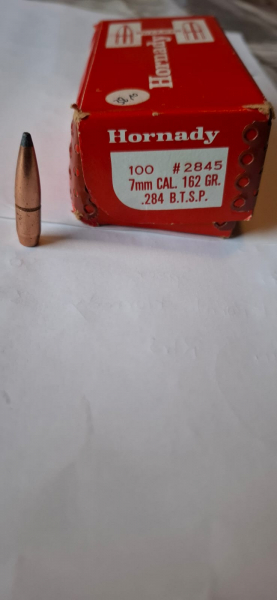 Hornady
Hornady
100 #2845
7mm CAL. 162 GR.
.284 B.T.S.P.